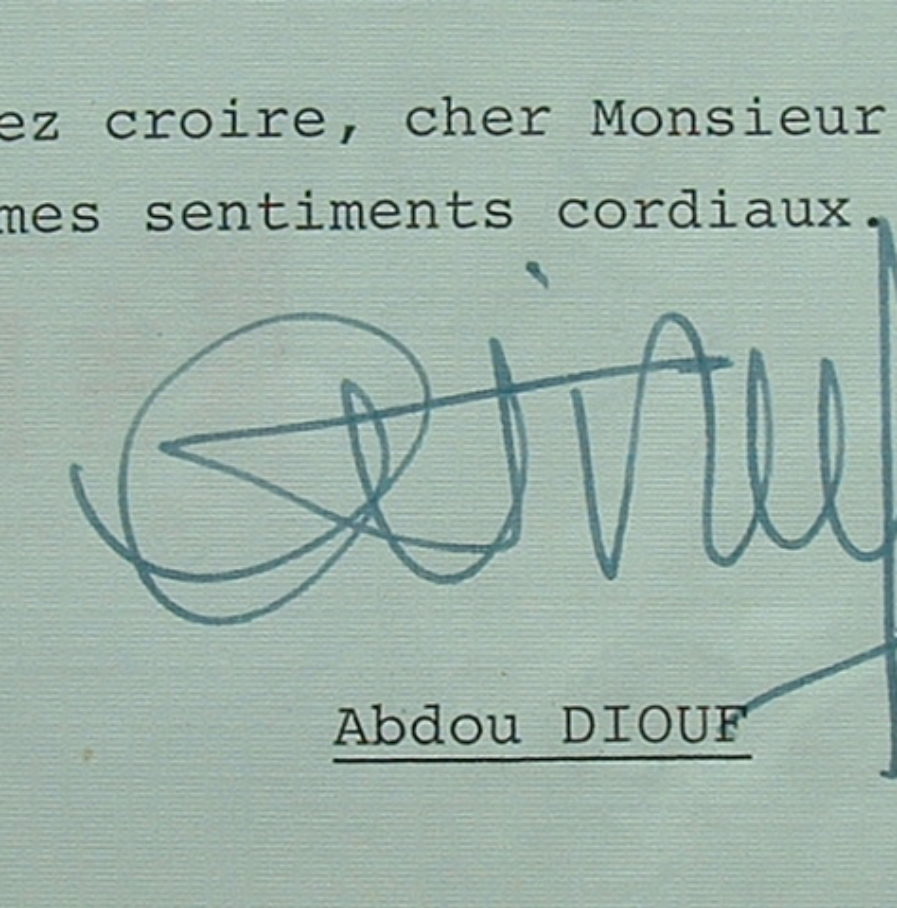 ez croire, cher Monsieur
mes sentiments cordiaux.
Abdou DIOUF